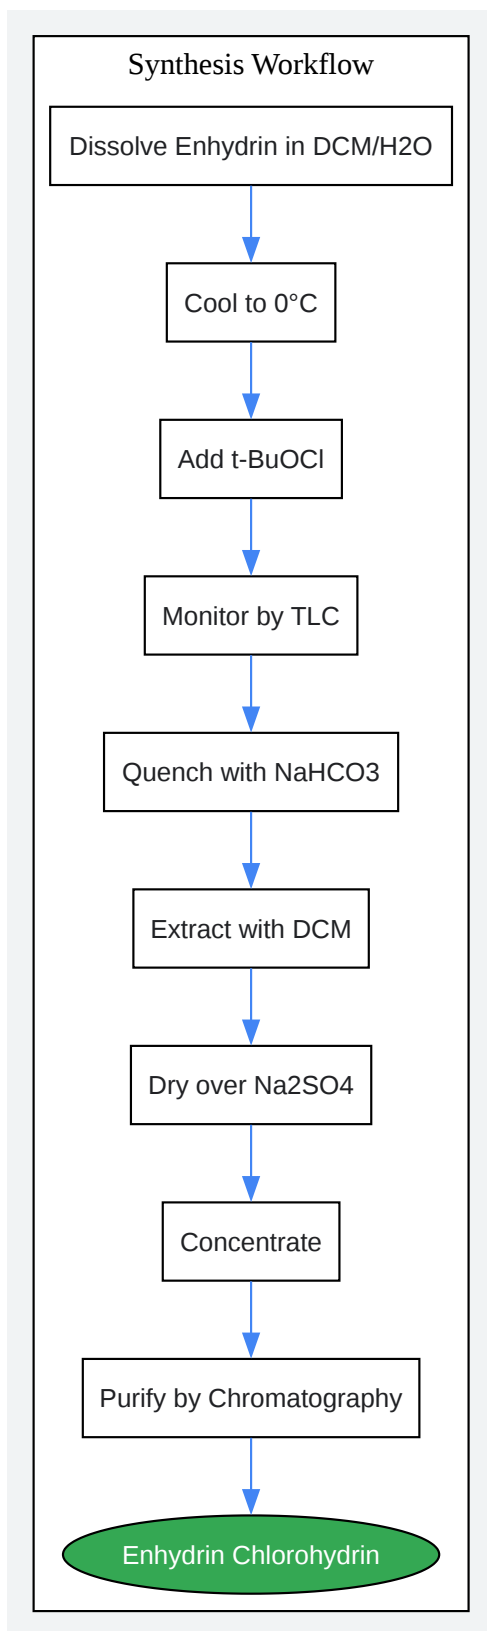 Synthesis Workflow
Dissolve Enhydrin in DCM/H2O
Cool to 0°C
Add t-BuOCl
Monitor by TLC
Quench with NaHCO3
Extract with DCM
Dry over Na2SO4
Concentrate
Purify by Chromatography
Enhydrin Chlorohydrin